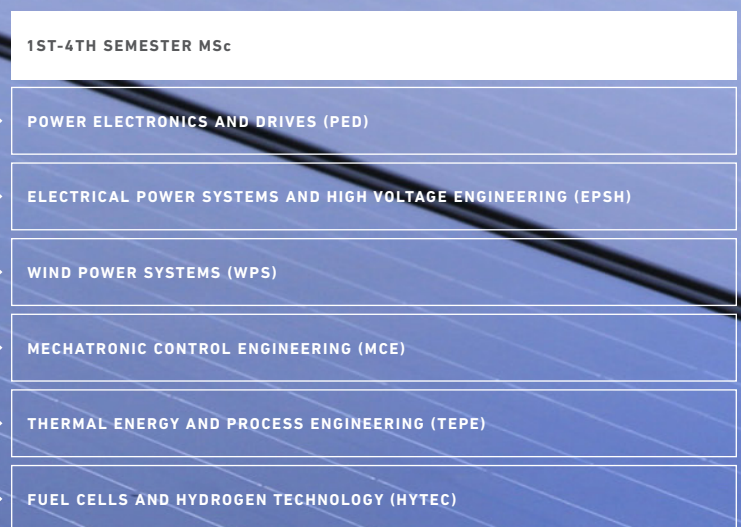 1ST-4TH SEMESTER MSc
POWER ELECTRONICS AND DRIVES (PED)
ELECTRICAL POWER SYSTEMS AND HIGH VOLTAGE ENGINEERING (EPSH)
WIND POWER SYSTEMS (WPS)
MECHATRONIC CONTROL ENGINEERING (MCE)
THERMAL ENERGY AND PROCESS ENGINEERING (TEPE)
FUEL CELLS AND HYDROGEN TECHNOLOGY (HYTEC)